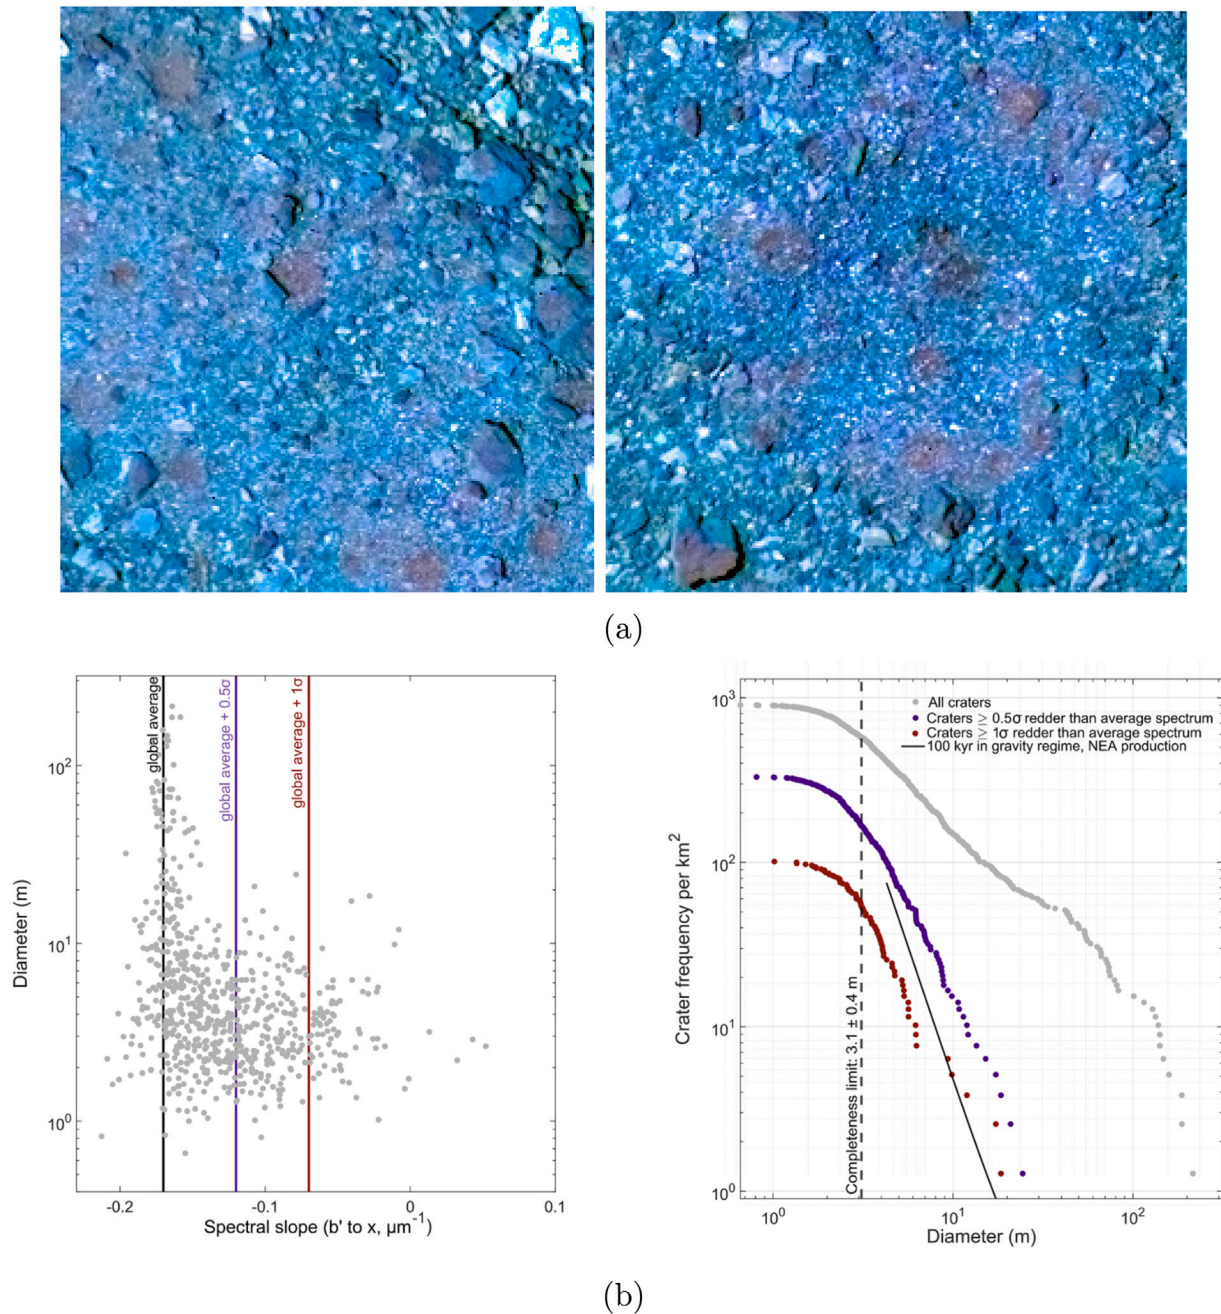 (a)
global average
global average + 0.5σ
global average + 1σ
10²
10¹
10⁰
Diameter (m)
-0.2
-0.1
0
0.1
Spectral slope (b' to x, µm⁻¹)
All craters
Craters ≥ 0.5σ redder than average spectrum
Craters ≥ 1σ redder than average spectrum
100 kyr in gravity regime, NEA production
Completeness limit: 3.1 ± 0.4 m
10³
10²
10¹
10⁰
Crater frequency per km²
10⁰
10¹
10²
Diameter (m)
(b)